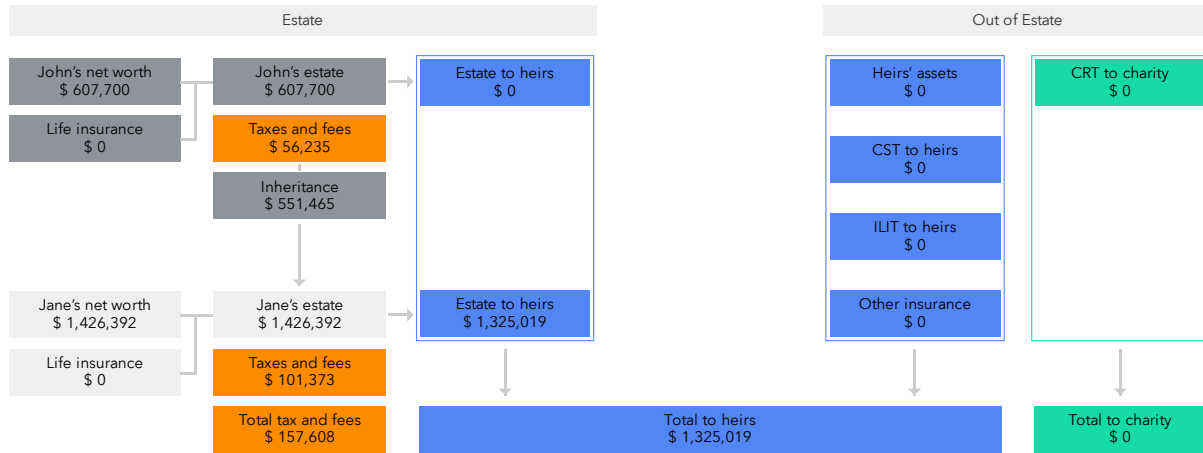 Estate
Out of Estate
John's net worth
$ 607,700
John's estate
$ 607,700
Estate to heirs
$ 0
Heirs' assets
$ 0
CRT to charity
$ 0
Life insurance
$ 0
Taxes and fees
$ 56,235
CST to heirs
$ 0
Inheritance
$ 551,465
ILIT to heirs
$ 0
Jane's net worth
$ 1,426,392
Jane's estate
$ 1,426,392
Estate to heirs
$ 1,325,019
Other insurance
$ 0
Life insurance
$ 0
Taxes and fees
$ 101,373
Total tax and fees
$ 157,608
Total to heirs
$ 1,325,019
Total to charity
$ 0